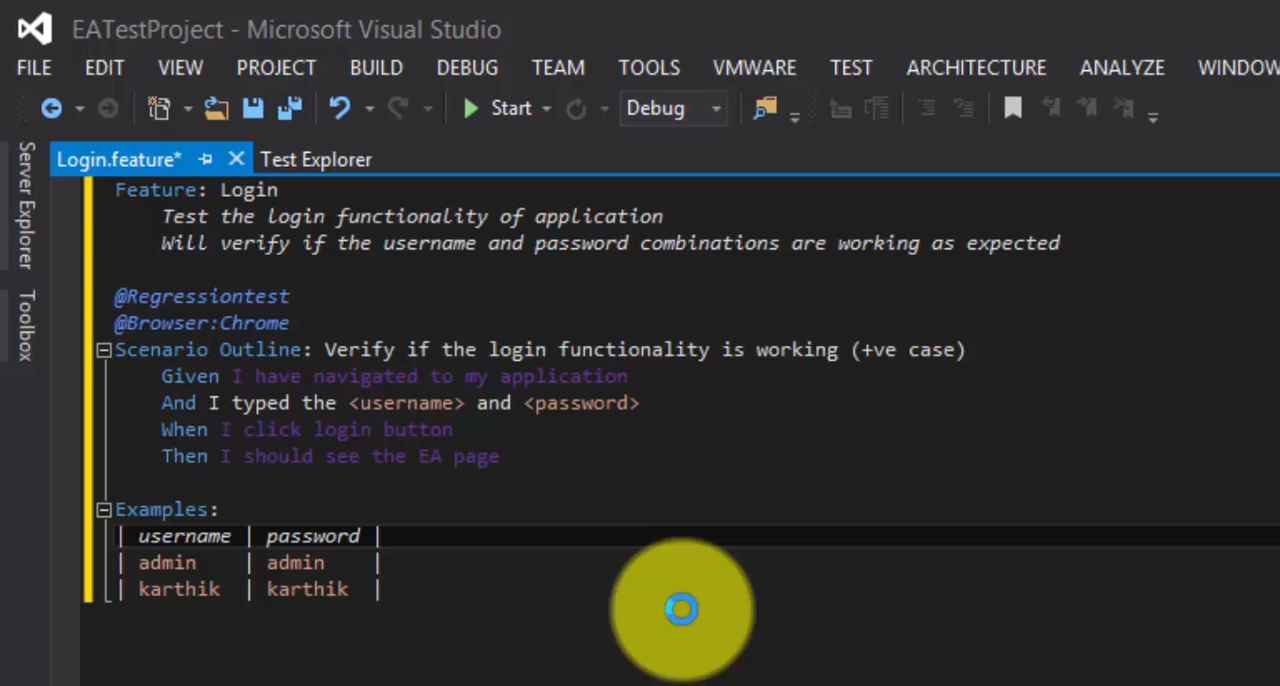 EATestProject - Microsoft Visual Studio
FILE EDIT VIEW PROJECT BUILD DEBUG TEAM TOOLS VMWARE TEST ARCHITECTURE ANALYZE WINDOW
Start Debug
Login.feature* Test Explorer
Server Explorer
Toolbox
Feature: Login
Test the login functionality of application
Will verify if the username and password combinations are working as expected
@Regressiontest
@Browser:Chrome
Scenario Outline: Verify if the login functionality is working (+ve case)
Given I have navigated to my application
And I typed the <username> and <password>
When I click login button
Then I should see the EA page
Examples:
| username | password |
| admin | admin |
| karthik | karthik |